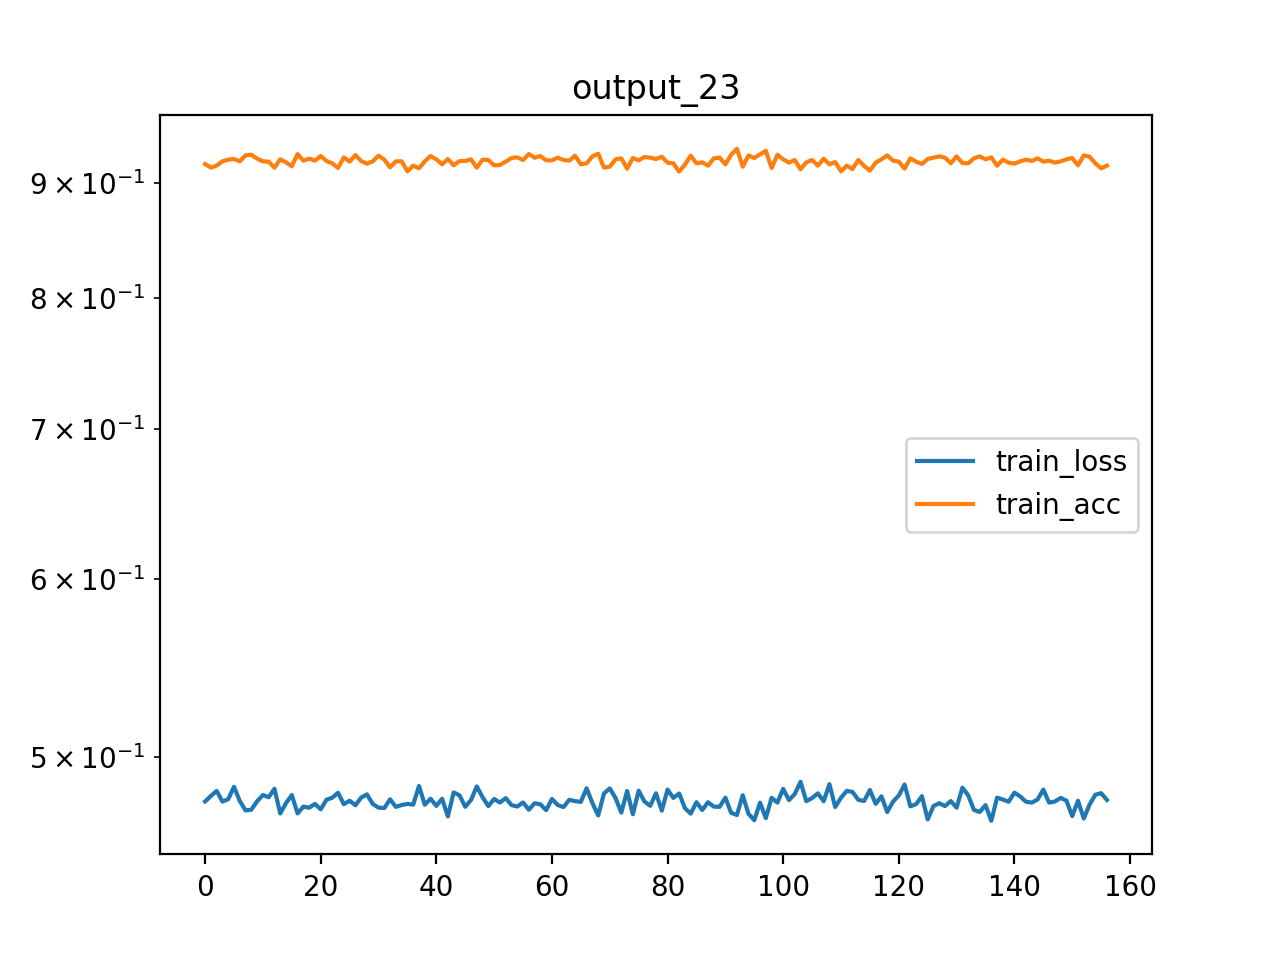 output_23
9 × 10⁻¹
8 × 10⁻¹
7 × 10⁻¹
6 × 10⁻¹
5 × 10⁻¹
train_loss
train_acc
0 20 40 60 80 100 120 140 160